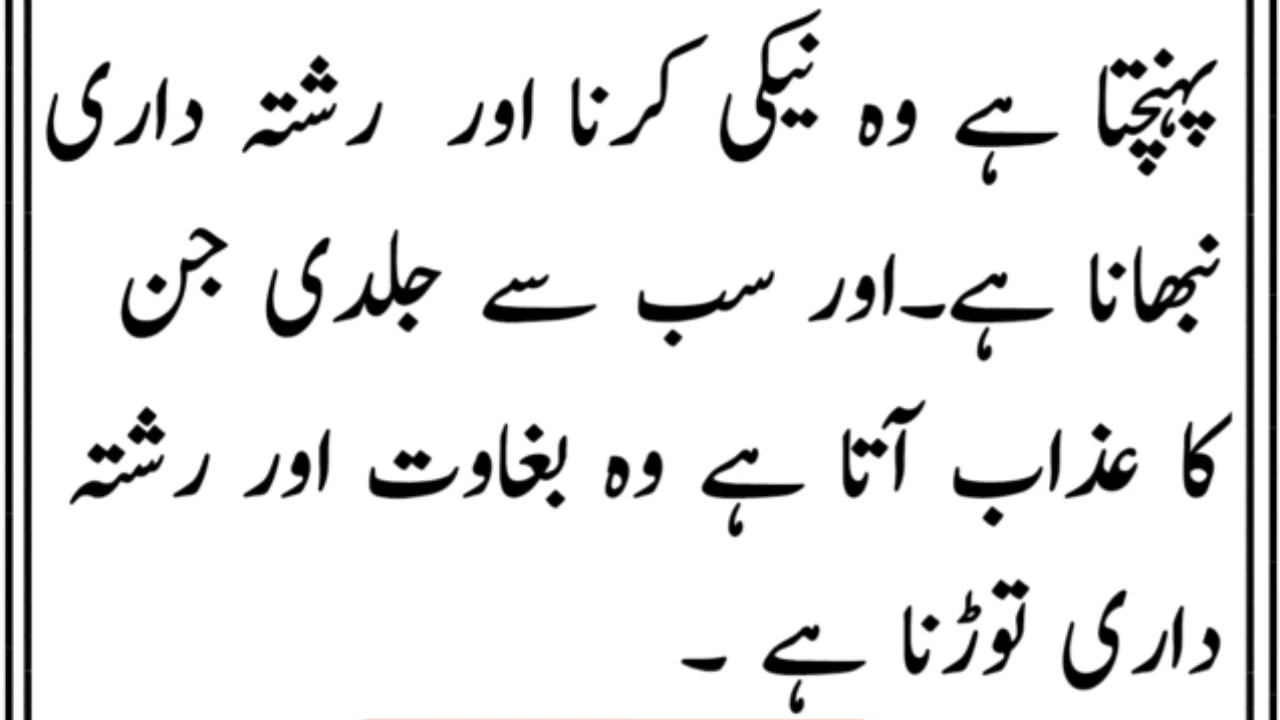 پہنچتا ہے وہ نیکی کرنا اور رشتہ داری
نبھانا ہے۔اور سب سے جلدی جن
کا عذاب آتا ہے وہ بغاوت اور رشتہ
داری توڑنا ہے ۔